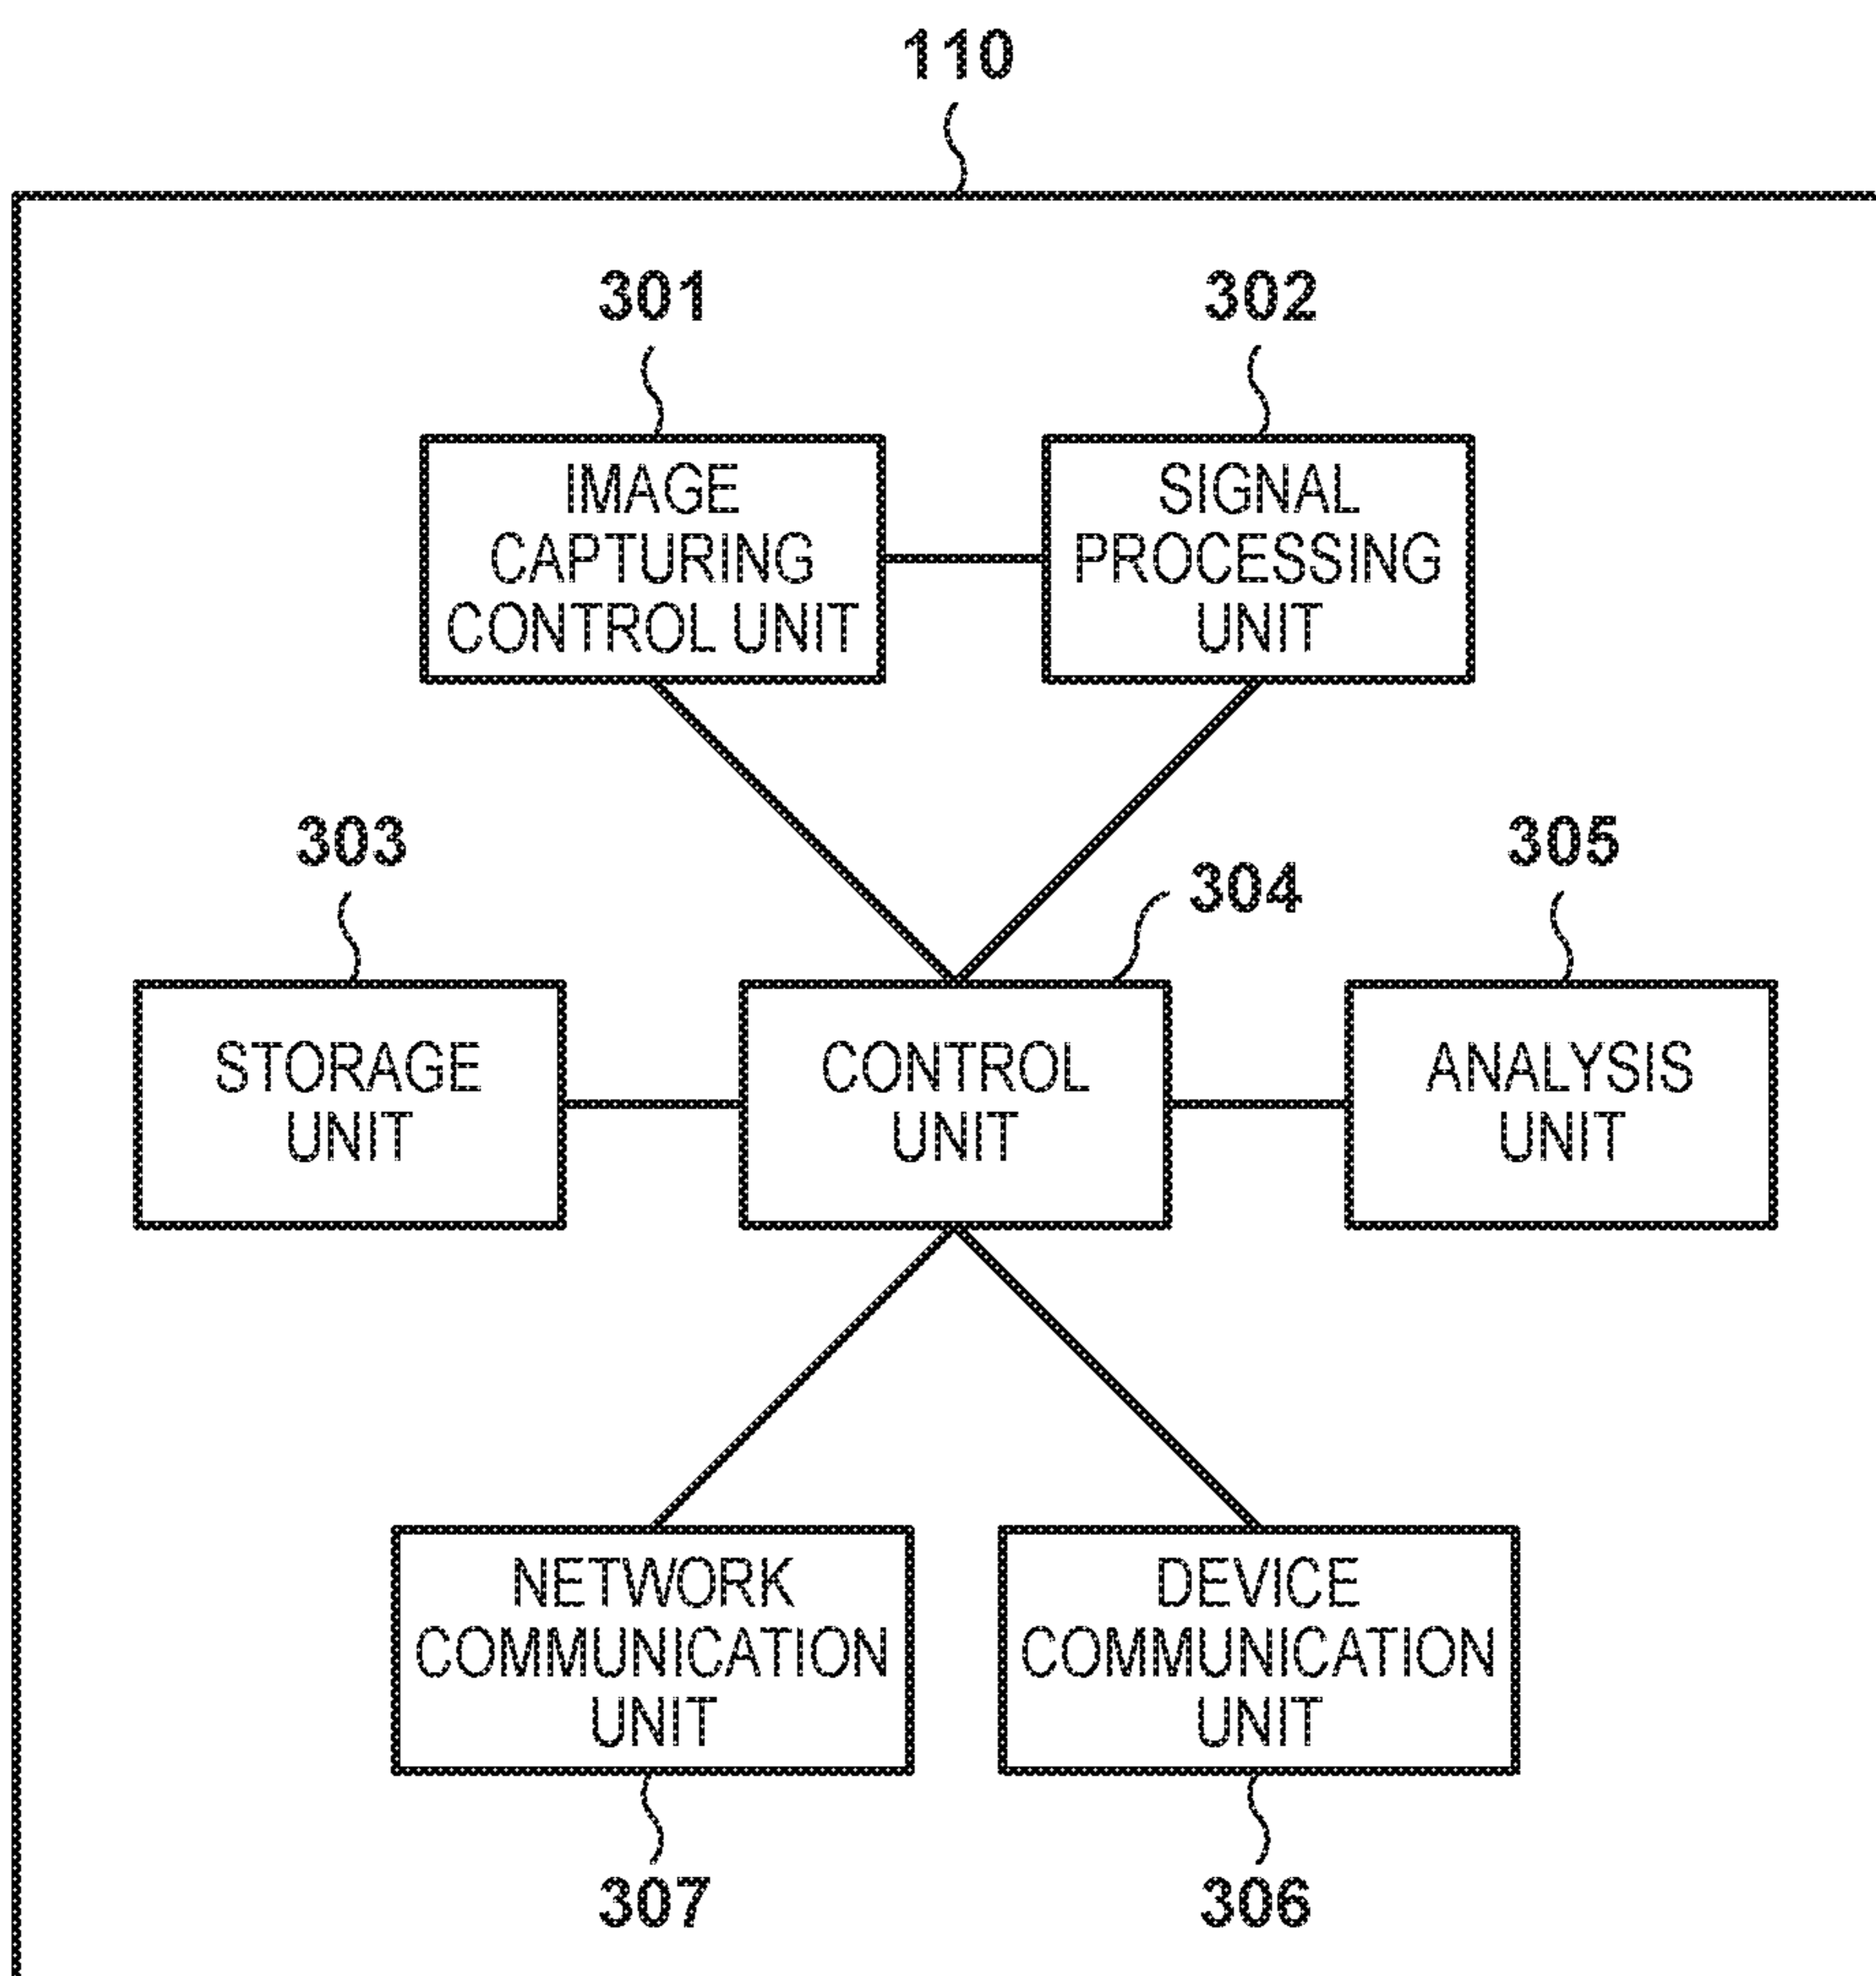 110
301
302
IMAGE
CAPTURING
CONTROL UNIT
SIGNAL
PROCESSING
UNIT
303
304
305
STORAGE
UNIT
CONTROL
UNIT
ANALYSIS
UNIT
NETWORK
COMMUNICATION
UNIT
DEVICE
COMMUNICATION
UNIT
307
306